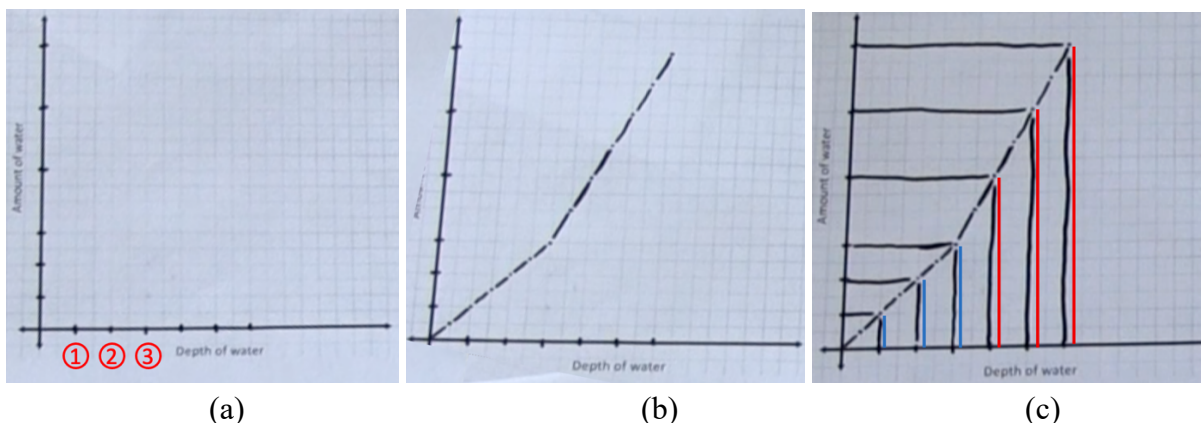 Amount of water
① ② ③ Depth of water
(a)
Depth of water
(b)
Amount of water
Depth of water
(c)